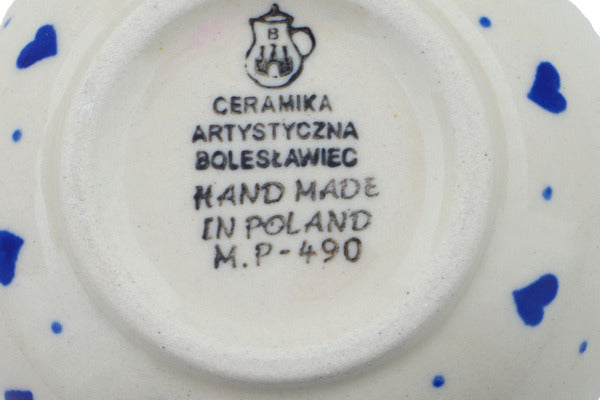 B
CERAMIKA
ARTYSTYCZNA
BOLESŁAWIEC
HAND MADE
IN POLAND
M.P-490